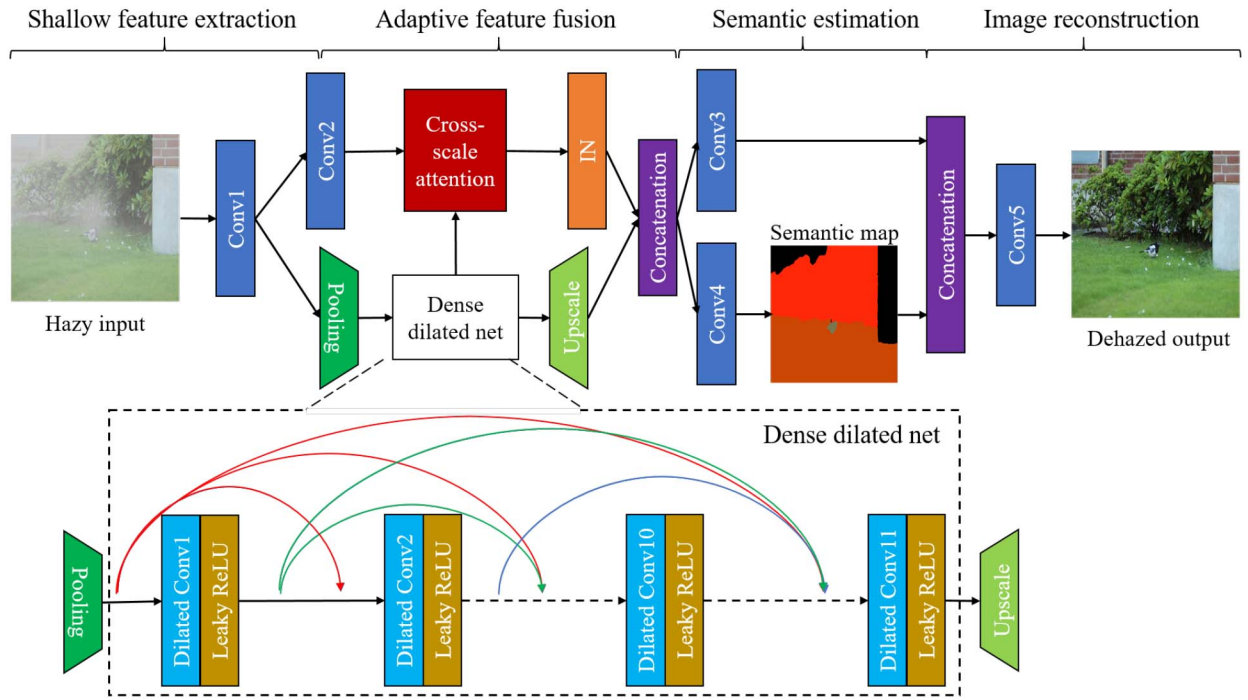 Shallow feature extraction
Adaptive feature fusion
Semantic estimation
Image reconstruction
Hazy input
Conv1
Conv2
Pooling
Cross-
scale
attention
Dense
dilated net
IN
Upscale
Concatenation
Conv3
Conv4
Semantic map
Concatenation
Conv5
Dehazed output
Dense dilated net
Pooling
Dilated Conv1
Leaky ReLU
Dilated Conv2
Leaky ReLU
Dilated Conv10
Leaky ReLU
Dilated Conv11
Leaky ReLU
Upscale